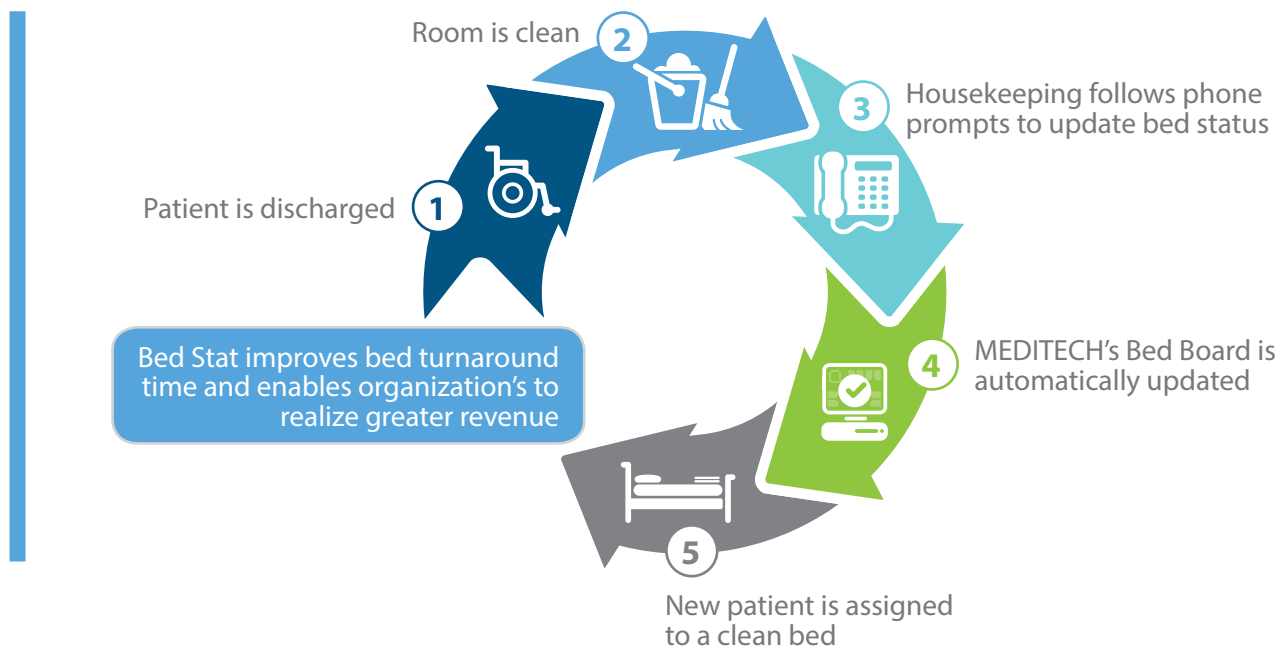 Patient is discharged
1
Room is clean
2
3
Housekeeping follows phone
prompts to update bed status
4
MEDITECH's Bed Board is
automatically updated
5
New patient is assigned
to a clean bed
Bed Stat improves bed turnaround
time and enables organization's to
realize greater revenue